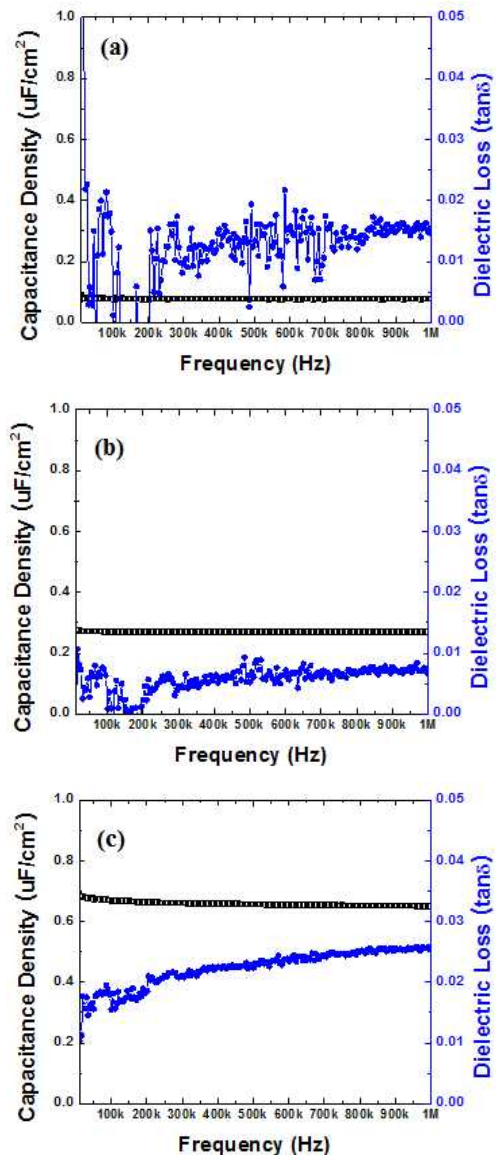 (a)
Capacitance Density (uF/cm²)
1.0
0.8
0.6
0.4
0.2
0.0
0.05
0.04
0.03
0.02
0.01
0.00
Dielectric Loss (tanδ)
100k 200k 300k 400k 500k 600k 700k 800k 900k 1M
Frequency (Hz)
(b)
Capacitance Density (uF/cm²)
1.0
0.8
0.6
0.4
0.2
0.0
0.05
0.04
0.03
0.02
0.01
0.00
Dielectric Loss (tanδ)
100k 200k 300k 400k 500k 600k 700k 800k 900k 1M
Frequency (Hz)
(c)
Capacitance Density (uF/cm²)
1.0
0.8
0.6
0.4
0.2
0.0
0.05
0.04
0.03
0.02
0.01
0.00
Dielectric Loss (tanδ)
100k 200k 300k 400k 500k 600k 700k 800k 900k 1M
Frequency (Hz)